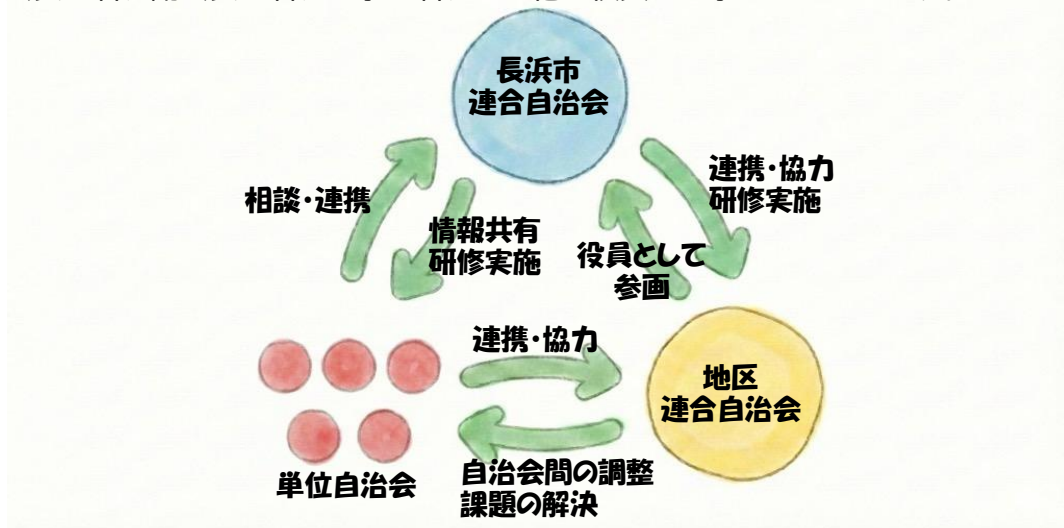 長浜市
連合自治会
相談・連携
情報共有
研修実施
連携・協力
研修実施
役員として
参画
連携・協力
地区
連合自治会
単位自治会
自治会間の調整
課題の解決